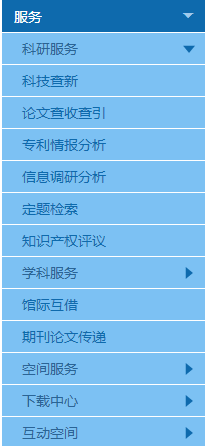 服务
科研服务
科技查新
论文查收查引
专利情报分析
信息调研分析
定题检索
知识产权评议
学科服务
馆际互借
期刊论文传递
空间服务
下载中心
互动空间